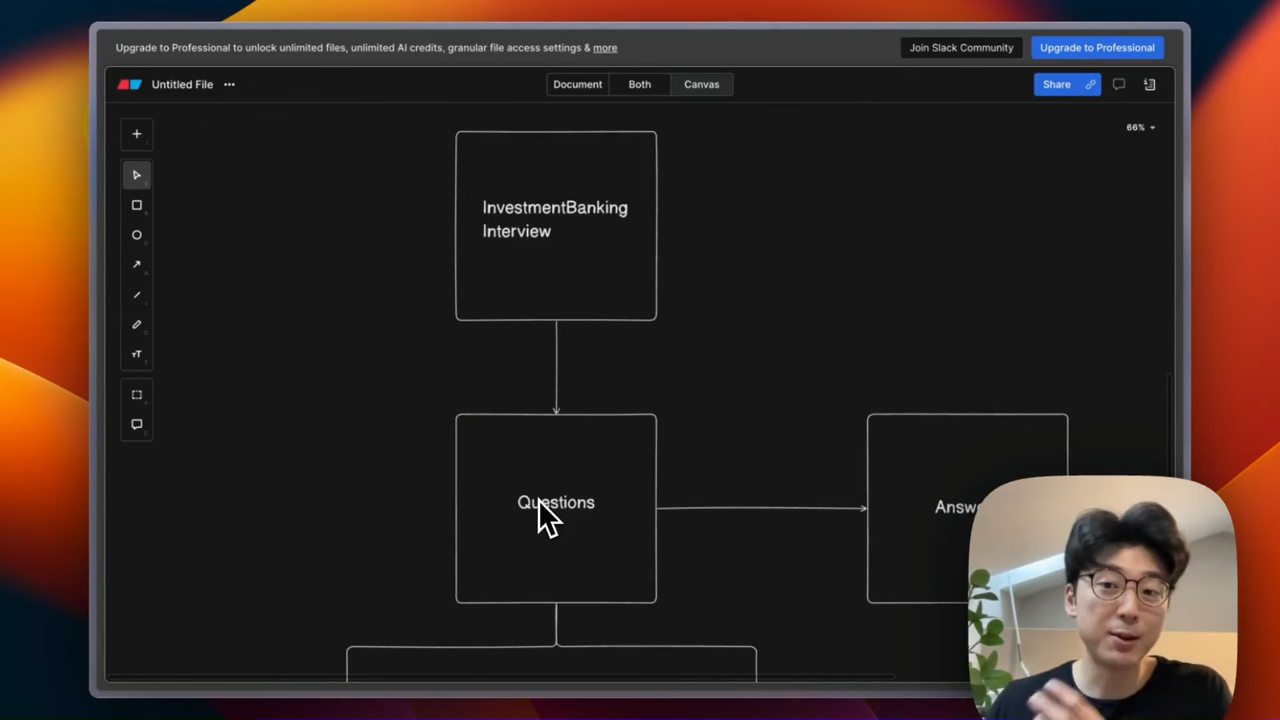 Upgrade to Professional to unlock unlimited files, unlimited AI credits, granular file access settings & more
Join Slack Community
Upgrade to Professional
Untitled File
Document
Both
Canvas
Share
66%
InvestmentBanking
Interview
Questions